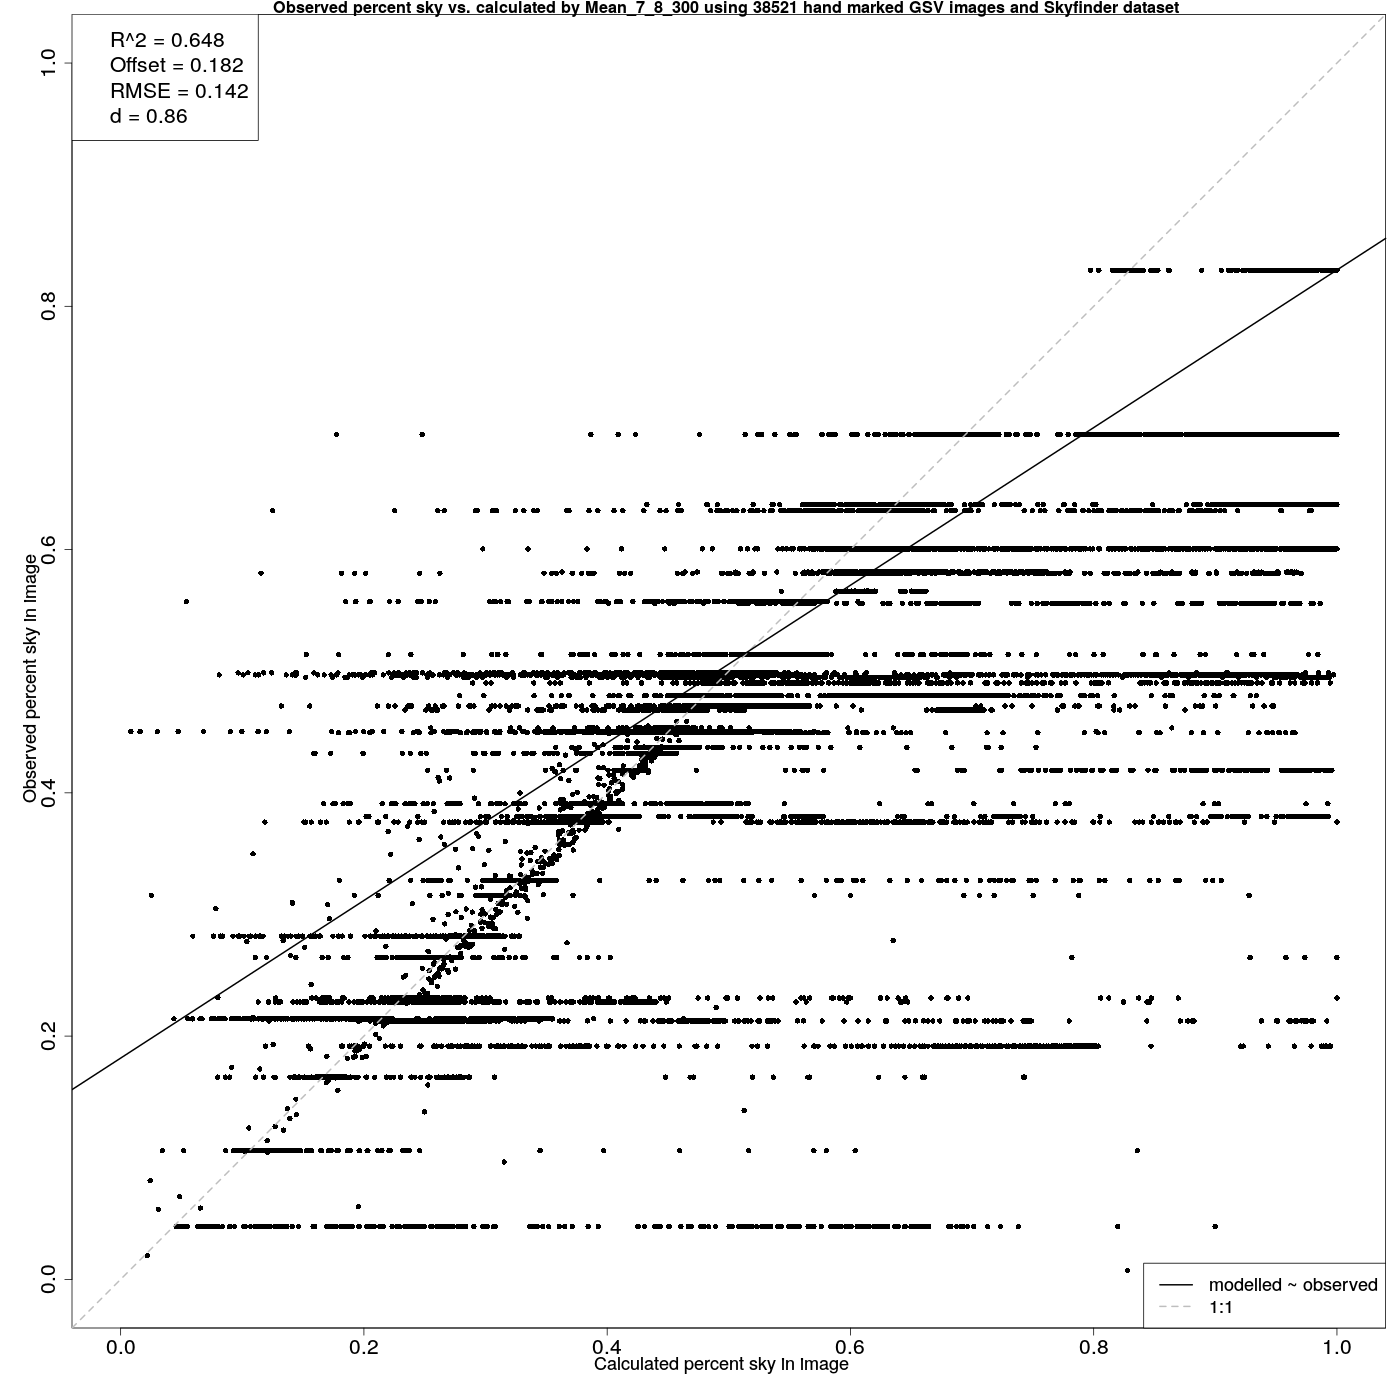 Observed percent sky vs. calculated by Mean_7_8_300 using 38521 hand marked GSV images and Skyfinder dataset
R^2 = 0.648
Offset = 0.182
RMSE = 0.142
d = 0.86
1.0
0.8
0.6
0.4
0.2
0.0
Observed percent sky in image
modelled ~ observed
1:1
0.0 0.2 0.4 0.6 0.8 1.0
Calculated percent sky in image